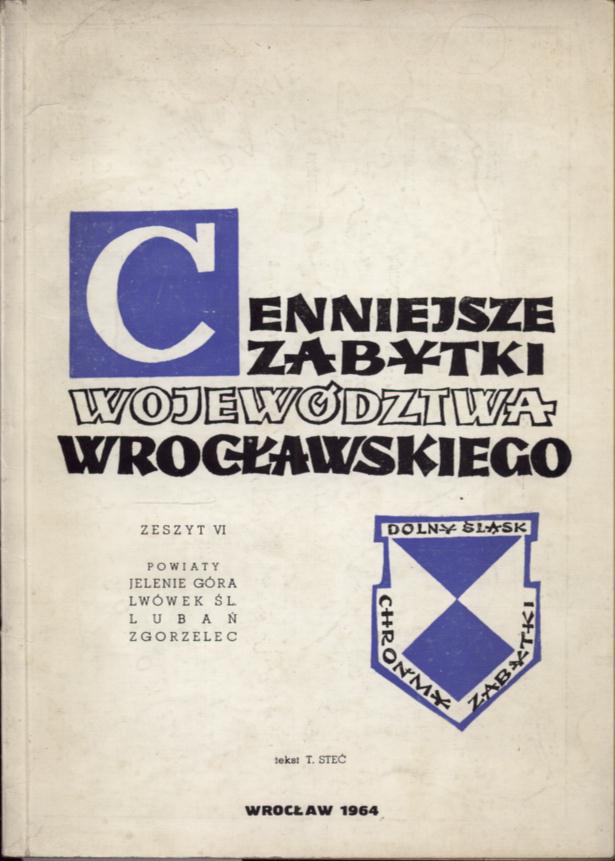 CENNIEJSZE
ZABYTKI
WOJEWÓDZTWA
WROCŁAWSKIEGO
ZESZYT VI
POWIATY
JELENIE GÓRA
LWÓWEK ŚL.
LUBAŃ
ZGORZELEC
DOLNY ŚLĄSK
CHROŃMY ZABYTKI
tekst T. STEĆ
WROCŁAW 1964